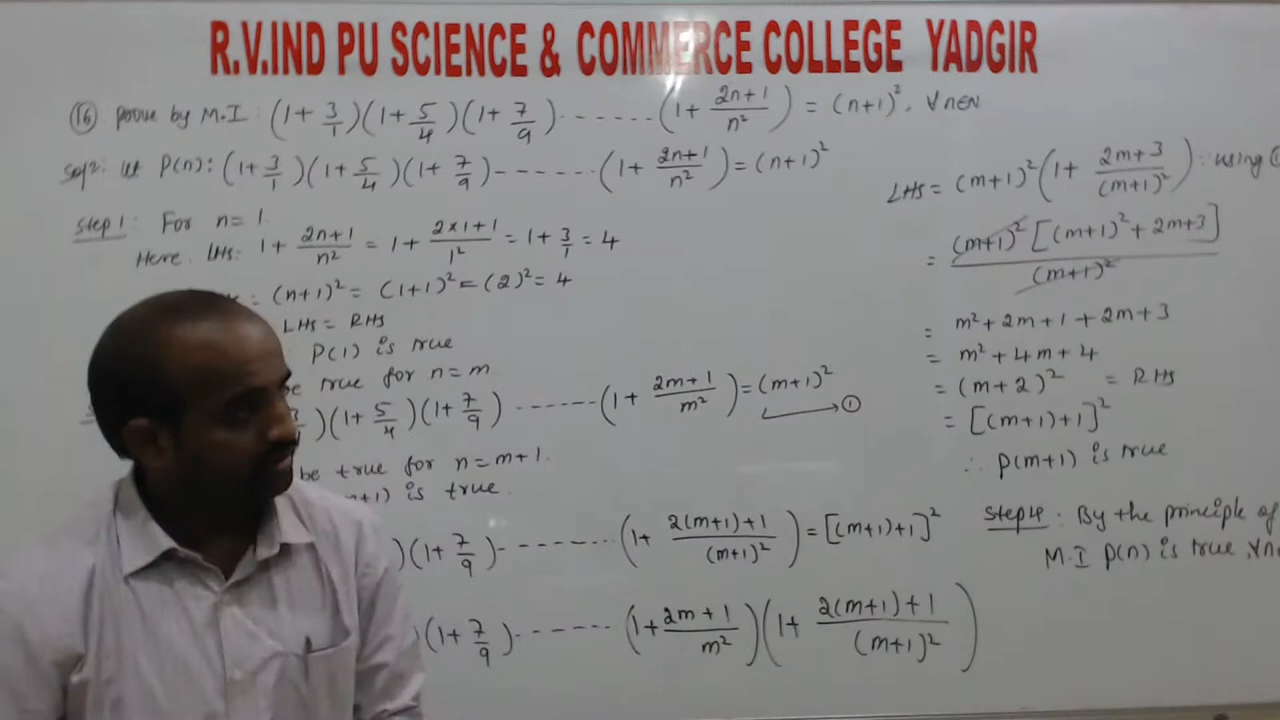 R.V.IND PU SCIENCE & COMMERCE COLLEGE YADGIR
⑯ prove by M.I : (1 + 3/1)(1 + 5/4)(1 + 7/9) ------- (1 + (2n+1)/n²) = (n+1)², ∀ n∈N
Let P(n): (1 + 3/1)(1 + 5/4)(1 + 7/9) ------- (1 + (2n+1)/n²) = (n+1)²
Step 1: For n = 1
Here. LHS: 1 + (2n+1)/n² = 1 + (2×1+1)/1² = 1 + 3/1 = 4
: (n+1)² = (1+1)² = (2)² = 4
LHS = RHS
P(1) is true
be true for n = m
)(1 + 5/4)(1 + 7/9) ------- (1 + (2m+1)/m²) = (m+1)² → ①
be true for n = m+1.
+1) is true.
)(1 + 7/9) ------- (1 + (2(m+1)+1)/(m+1)²) = [(m+1)+1]²
)(1 + 7/9) ------- (1 + (2m+1)/m²)(1 + (2(m+1)+1)/(m+1)²)
LHS = (m+1)²(1 + (2m+3)/(m+1)²) : using ①
= (m+1)²[(m+1)² + 2m+3] / (m+1)²
= m² + 2m + 1 + 2m + 3
= m² + 4m + 4
= (m+2)² = RHS
= [(m+1)+1]²
∴ P(m+1) is true
Step 4 : By the principle of
M.I P(n) is true, ∀n